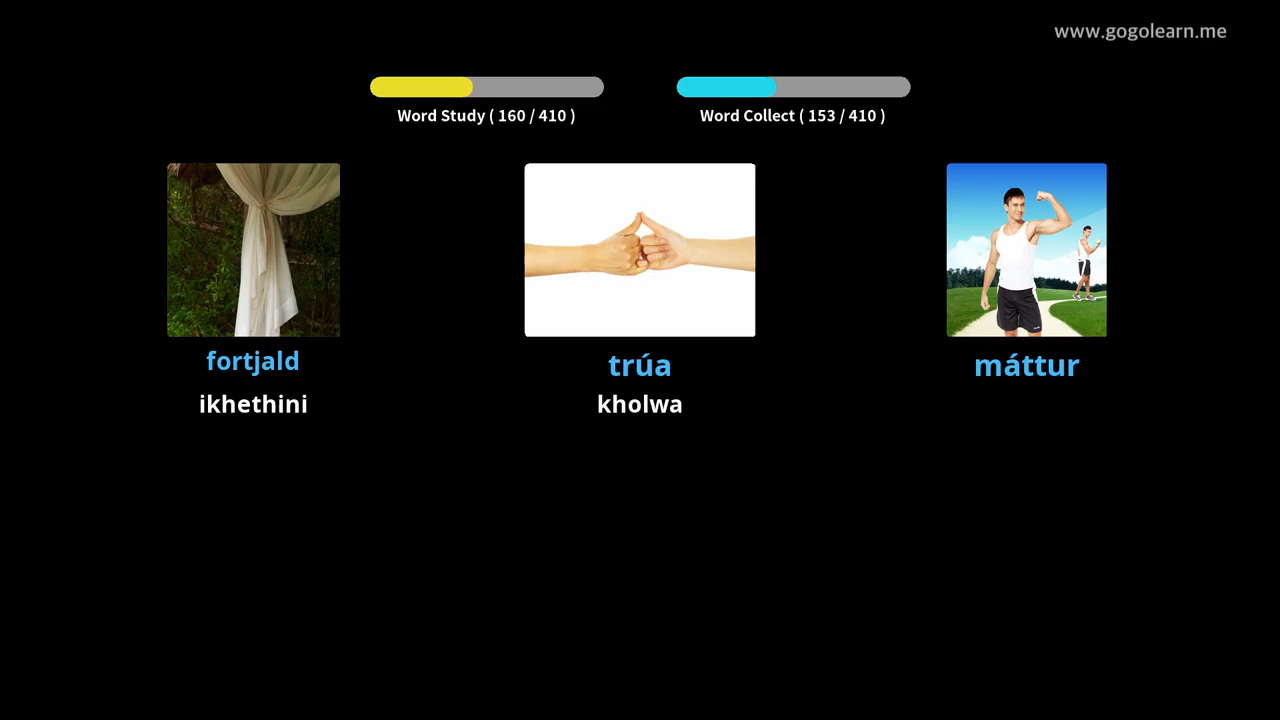 www.gogolearn.me
Word Study ( 160 / 410 )
Word Collect ( 153 / 410 )
fortjald
trúa
máttur
ikhethini
kholwa